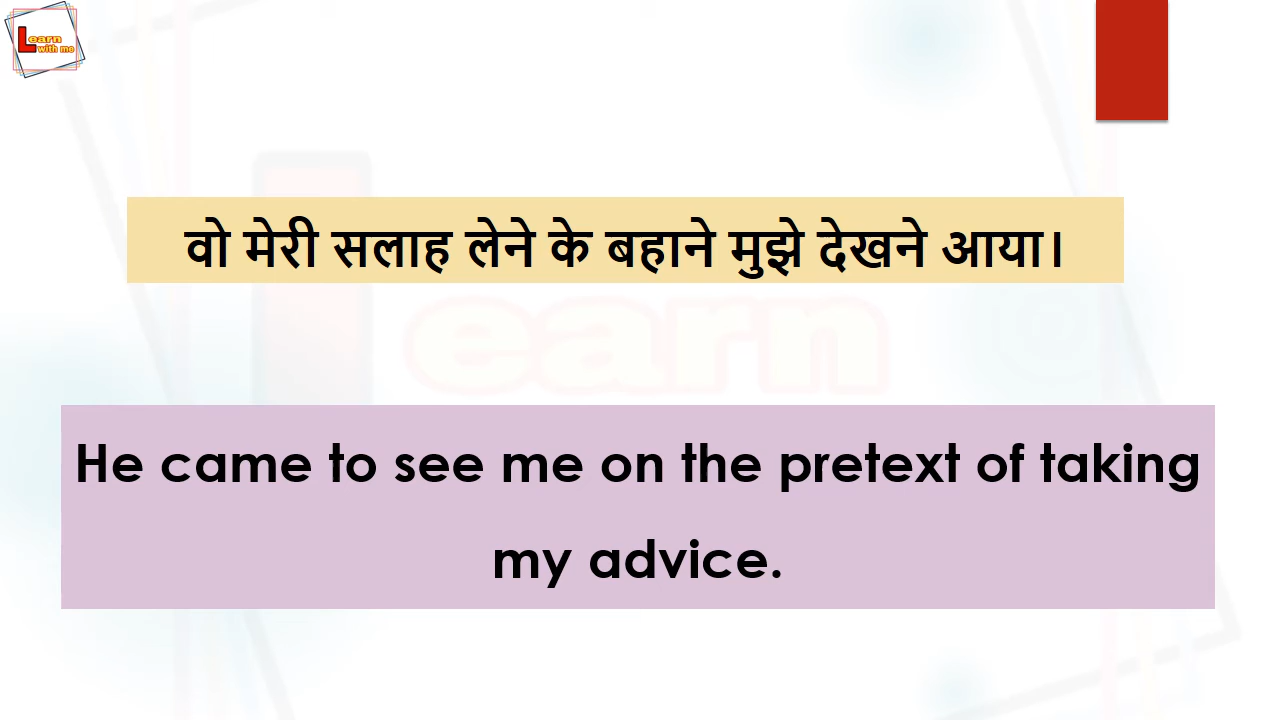 Learn
with me
वो मेरी सलाह लेने के बहाने मुझे देखने आया।
earn
He came to see me on the pretext of taking
my advice.